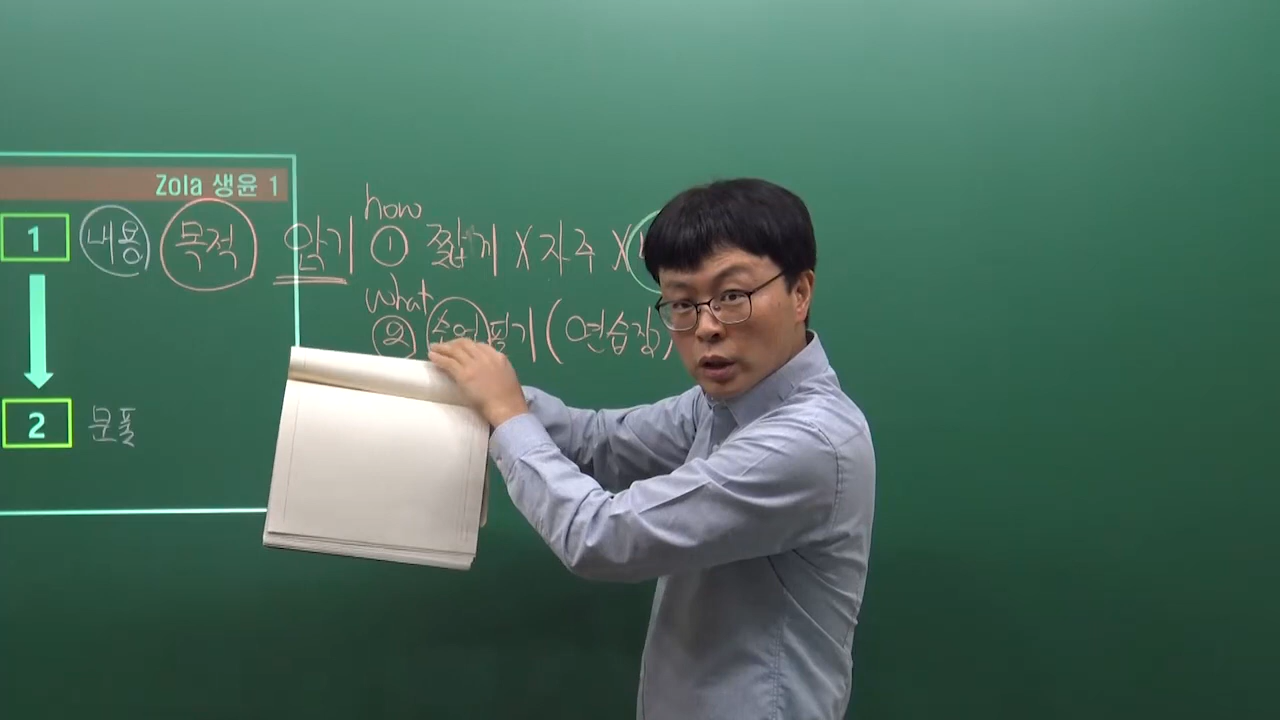 Zola 생윤 1
1 내용 목적 암기 how ① 짧게 X 자주 X
what ② 수업필기 (연습장)
2 문풀